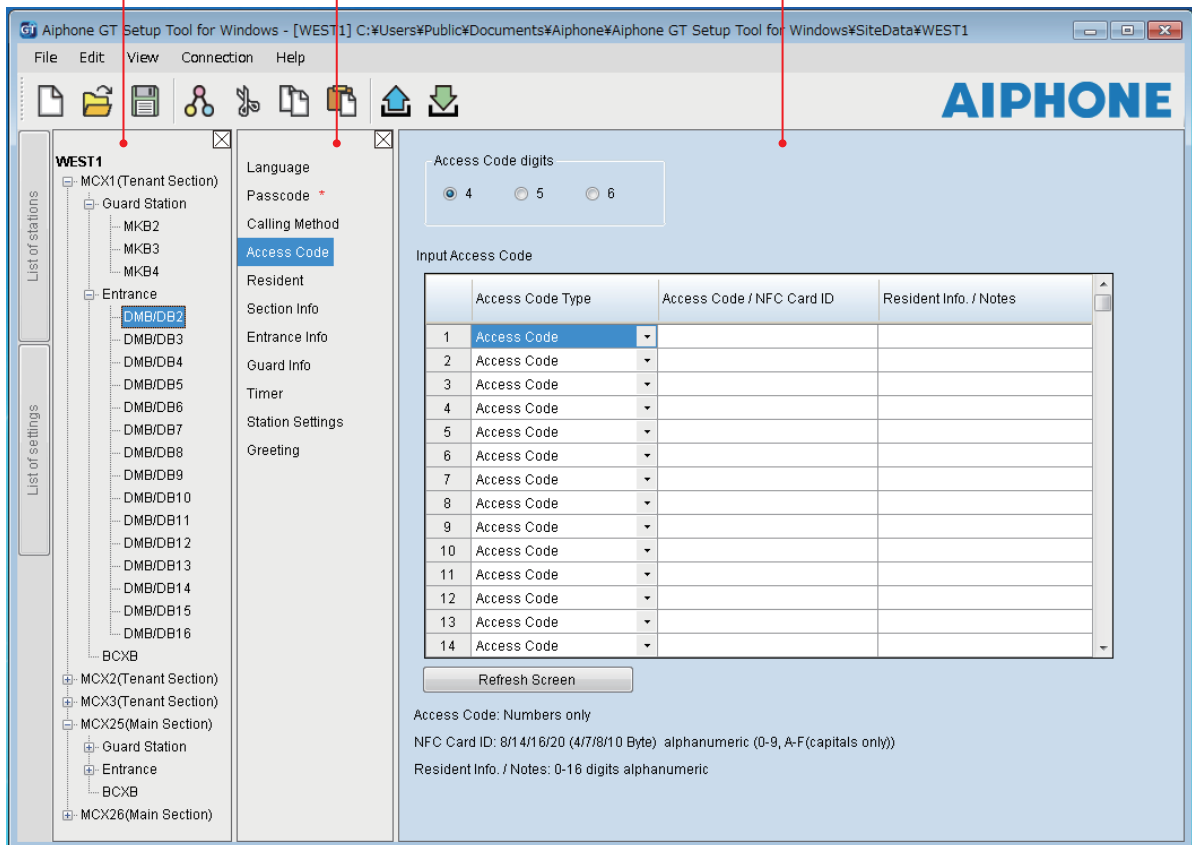 Aiphone GT Setup Tool for Windows - [WEST1] C:¥Users¥Public¥Documents¥Aiphone¥Aiphone GT Setup Tool for Windows¥SiteData¥WEST1
File Edit View Connection Help
AIPHONE
List of stations
List of settings
WEST1
MCX1(Tenant Section)
Guard Station
MKB2
MKB3
MKB4
Entrance
DMB/DB2
DMB/DB3
DMB/DB4
DMB/DB5
DMB/DB6
DMB/DB7
DMB/DB8
DMB/DB9
DMB/DB10
DMB/DB11
DMB/DB12
DMB/DB13
DMB/DB14
DMB/DB15
DMB/DB16
BCXB
MCX2(Tenant Section)
MCX3(Tenant Section)
MCX25(Main Section)
Guard Station
Entrance
BCXB
MCX26(Main Section)
Language
Passcode *
Calling Method
Access Code
Resident
Section Info
Entrance Info
Guard Info
Timer
Station Settings
Greeting
Access Code digits
4 5 6
Input Access Code
Access Code Type Access Code / NFC Card ID Resident Info. / Notes
1 Access Code
2 Access Code
3 Access Code
4 Access Code
5 Access Code
6 Access Code
7 Access Code
8 Access Code
9 Access Code
10 Access Code
11 Access Code
12 Access Code
13 Access Code
14 Access Code
Refresh Screen
Access Code: Numbers only
NFC Card ID: 8/14/16/20 (4/7/8/10 Byte) alphanumeric (0-9, A-F(capitals only))
Resident Info. / Notes: 0-16 digits alphanumeric